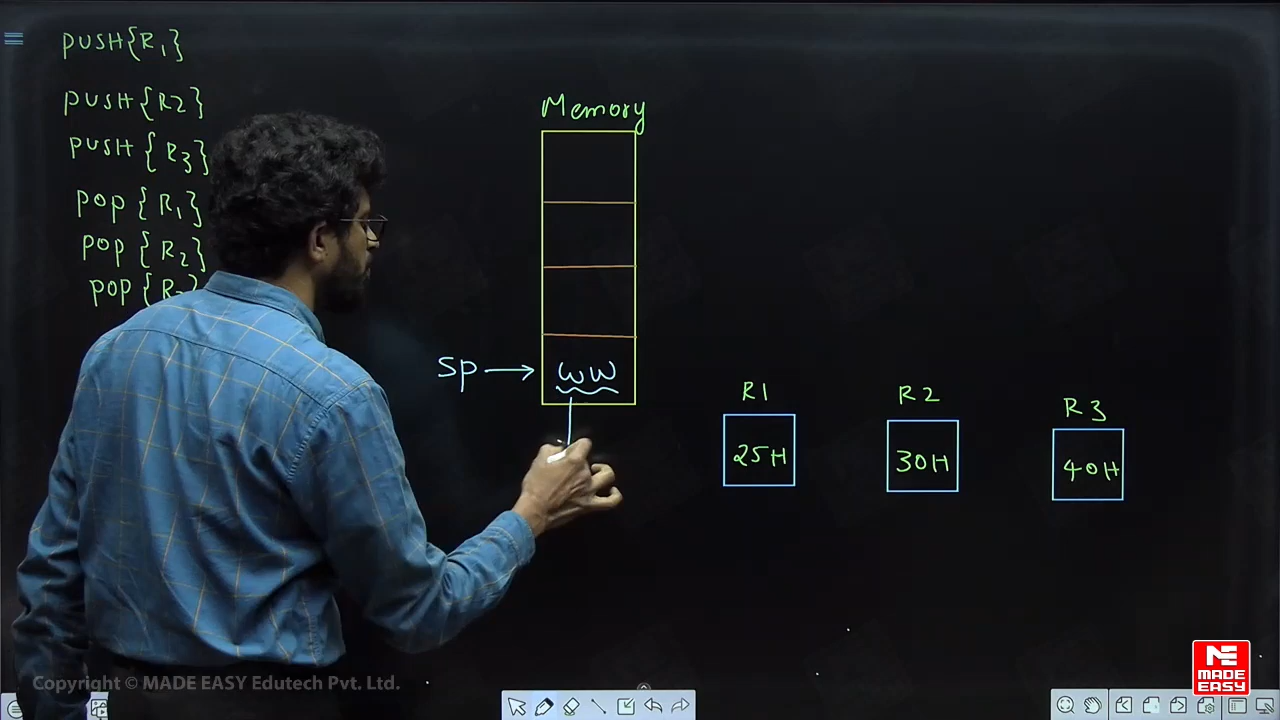 PUSH{R1}
PUSH{R2}
PUSH{R3}
POP{R1}
POP{R2}
POP{R
Memory
SP
WW
R1
R2
R3
25H
30H
40H
MADE
EASY
Copyright © MADE EASY Edutech Pvt. Ltd.